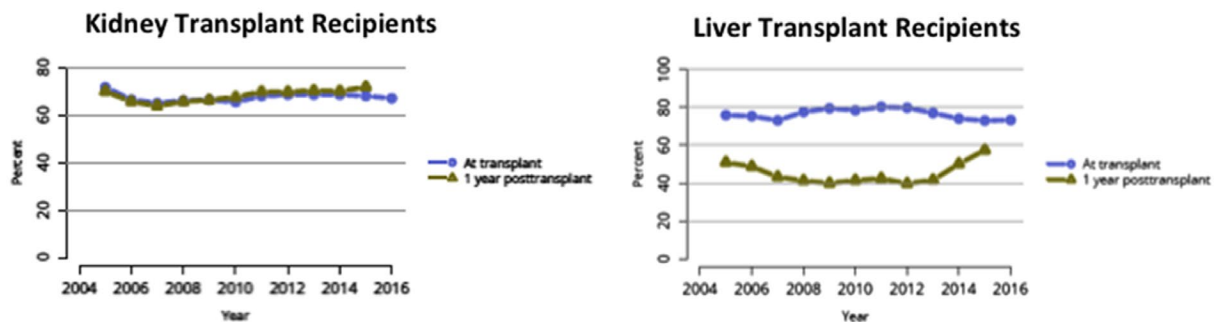 Kidney Transplant Recipients
80
60
40
20
0
Percent
2004 2006 2008 2010 2012 2014 2016
Year
At transplant
1 year posttransplant
Liver Transplant Recipients
100
80
60
40
20
0
Percent
2004 2006 2008 2010 2012 2014 2016
Year
At transplant
1 year posttransplant